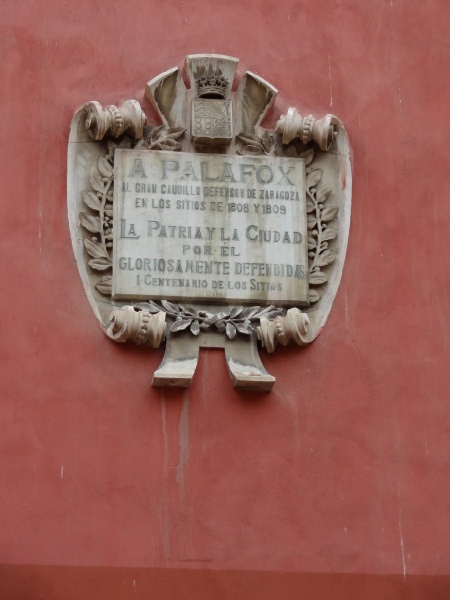 Á PALAFOX
AL GRAN CAUDILLO DEFENSOR DE ZARAGOZA
EN LOS SITIOS DE 1808 Y 1809
LA PATRIA Y LA CIUDAD
POR EL
GLORIOSAMENTE DEFENDIDAS
I CENTENARIO DE LOS SITIOS